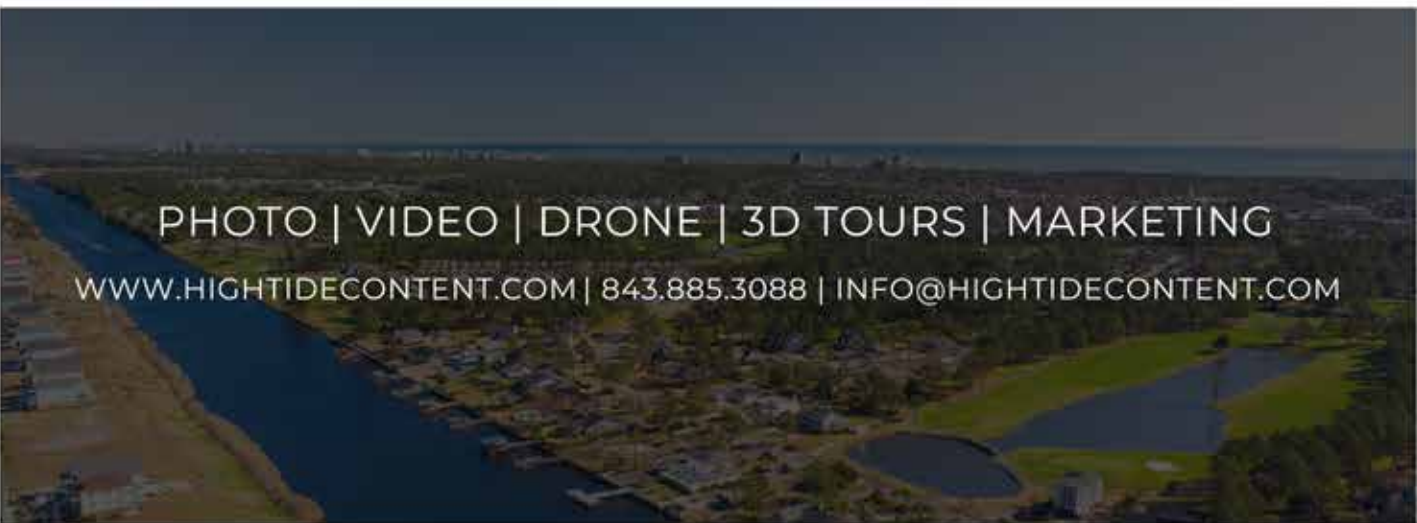 PHOTO | VIDEO | DRONE | 3D TOURS | MARKETING
WWW.HIGHTIDECONTENT.COM | 843.885.3088 | INFO@HIGHTIDECONTENT.COM